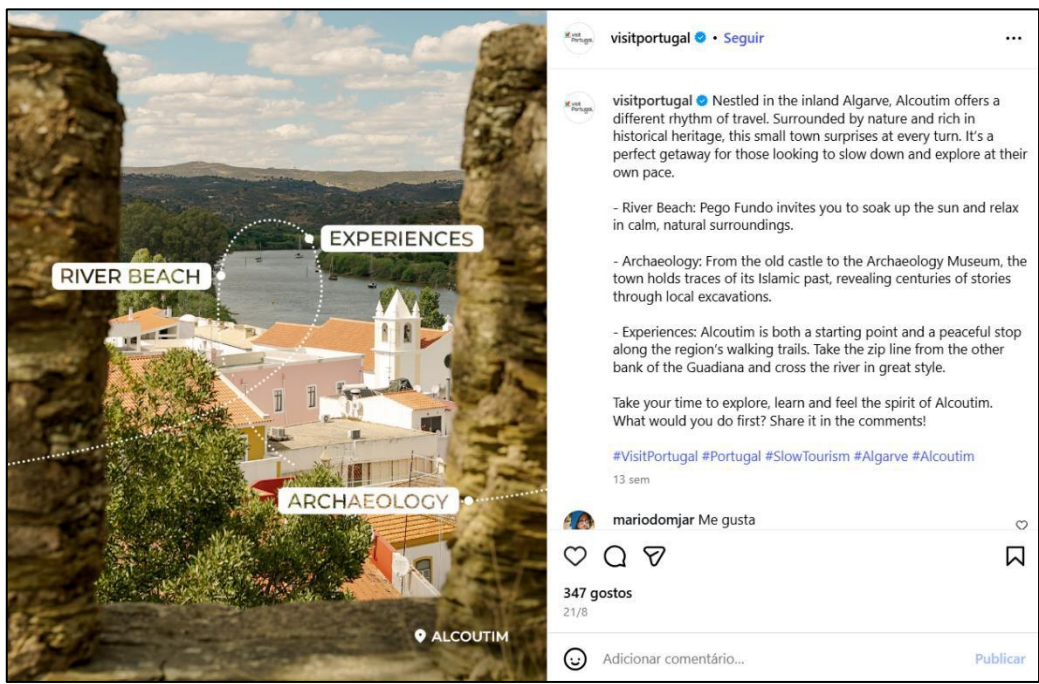 EXPERIENCES
RIVER BEACH
ARCHAEOLOGY
ALCOUTIM
visitportugal • Seguir
visitportugal Nestled in the inland Algarve, Alcoutim offers a
different rhythm of travel. Surrounded by nature and rich in
historical heritage, this small town surprises at every turn. It's a
perfect getaway for those looking to slow down and explore at their
own pace.
- River Beach: Pego Fundo invites you to soak up the sun and relax
in calm, natural surroundings.
- Archaeology: From the old castle to the Archaeology Museum, the
town holds traces of its Islamic past, revealing centuries of stories
through local excavations.
- Experiences: Alcoutim is both a starting point and a peaceful stop
along the region's walking trails. Take the zip line from the other
bank of the Guadiana and cross the river in great style.
Take your time to explore, learn and feel the spirit of Alcoutim.
What would you do first? Share it in the comments!
#VisitPortugal #Portugal #SlowTourism #Algarve #Alcoutim
13 sem
mariodomjar Me gusta
347 gostos
21/8
Adicionar comentário...
Publicar